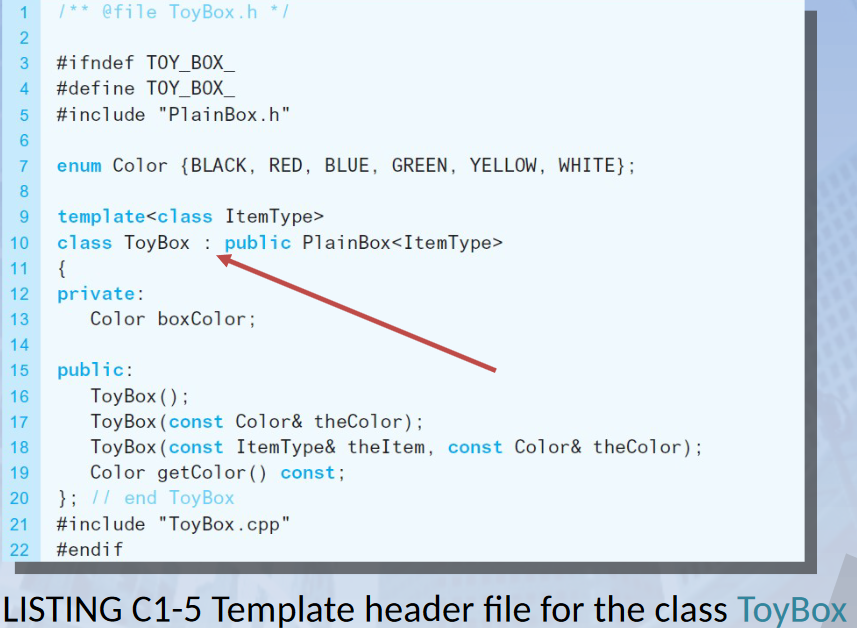 1 /** @file ToyBox.h */
2
3 #ifndef TOY_BOX_
4 #define TOY_BOX_
5 #include "PlainBox.h"
6
7 enum Color {BLACK, RED, BLUE, GREEN, YELLOW, WHITE};
8
9 template<class ItemType>
10 class ToyBox : public PlainBox<ItemType>
11 {
12 private:
13    Color boxColor;
14
15 public:
16    ToyBox();
17    ToyBox(const Color& theColor);
18    ToyBox(const ItemType& theItem, const Color& theColor);
19    Color getColor() const;
20 }; // end ToyBox
21 #include "ToyBox.cpp"
22 #endif
LISTING C1-5 Template header file for the class ToyBox